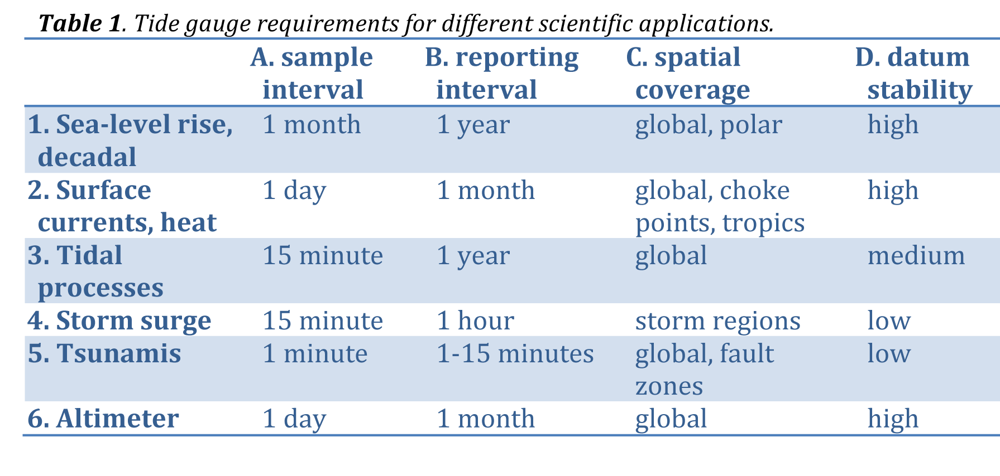 Table 1. Tide gauge requirements for different scientific applications.
A. sample B. reporting C. spatial D. datum
interval interval coverage stability
1. Sea-level rise, 1 month 1 year global, polar high
decadal
2. Surface 1 day 1 month global, choke high
currents, heat points, tropics
3. Tidal 15 minute 1 year global medium
processes
4. Storm surge 15 minute 1 hour storm regions low
5. Tsunamis 1 minute 1-15 minutes global, fault low
zones
6. Altimeter 1 day 1 month global high